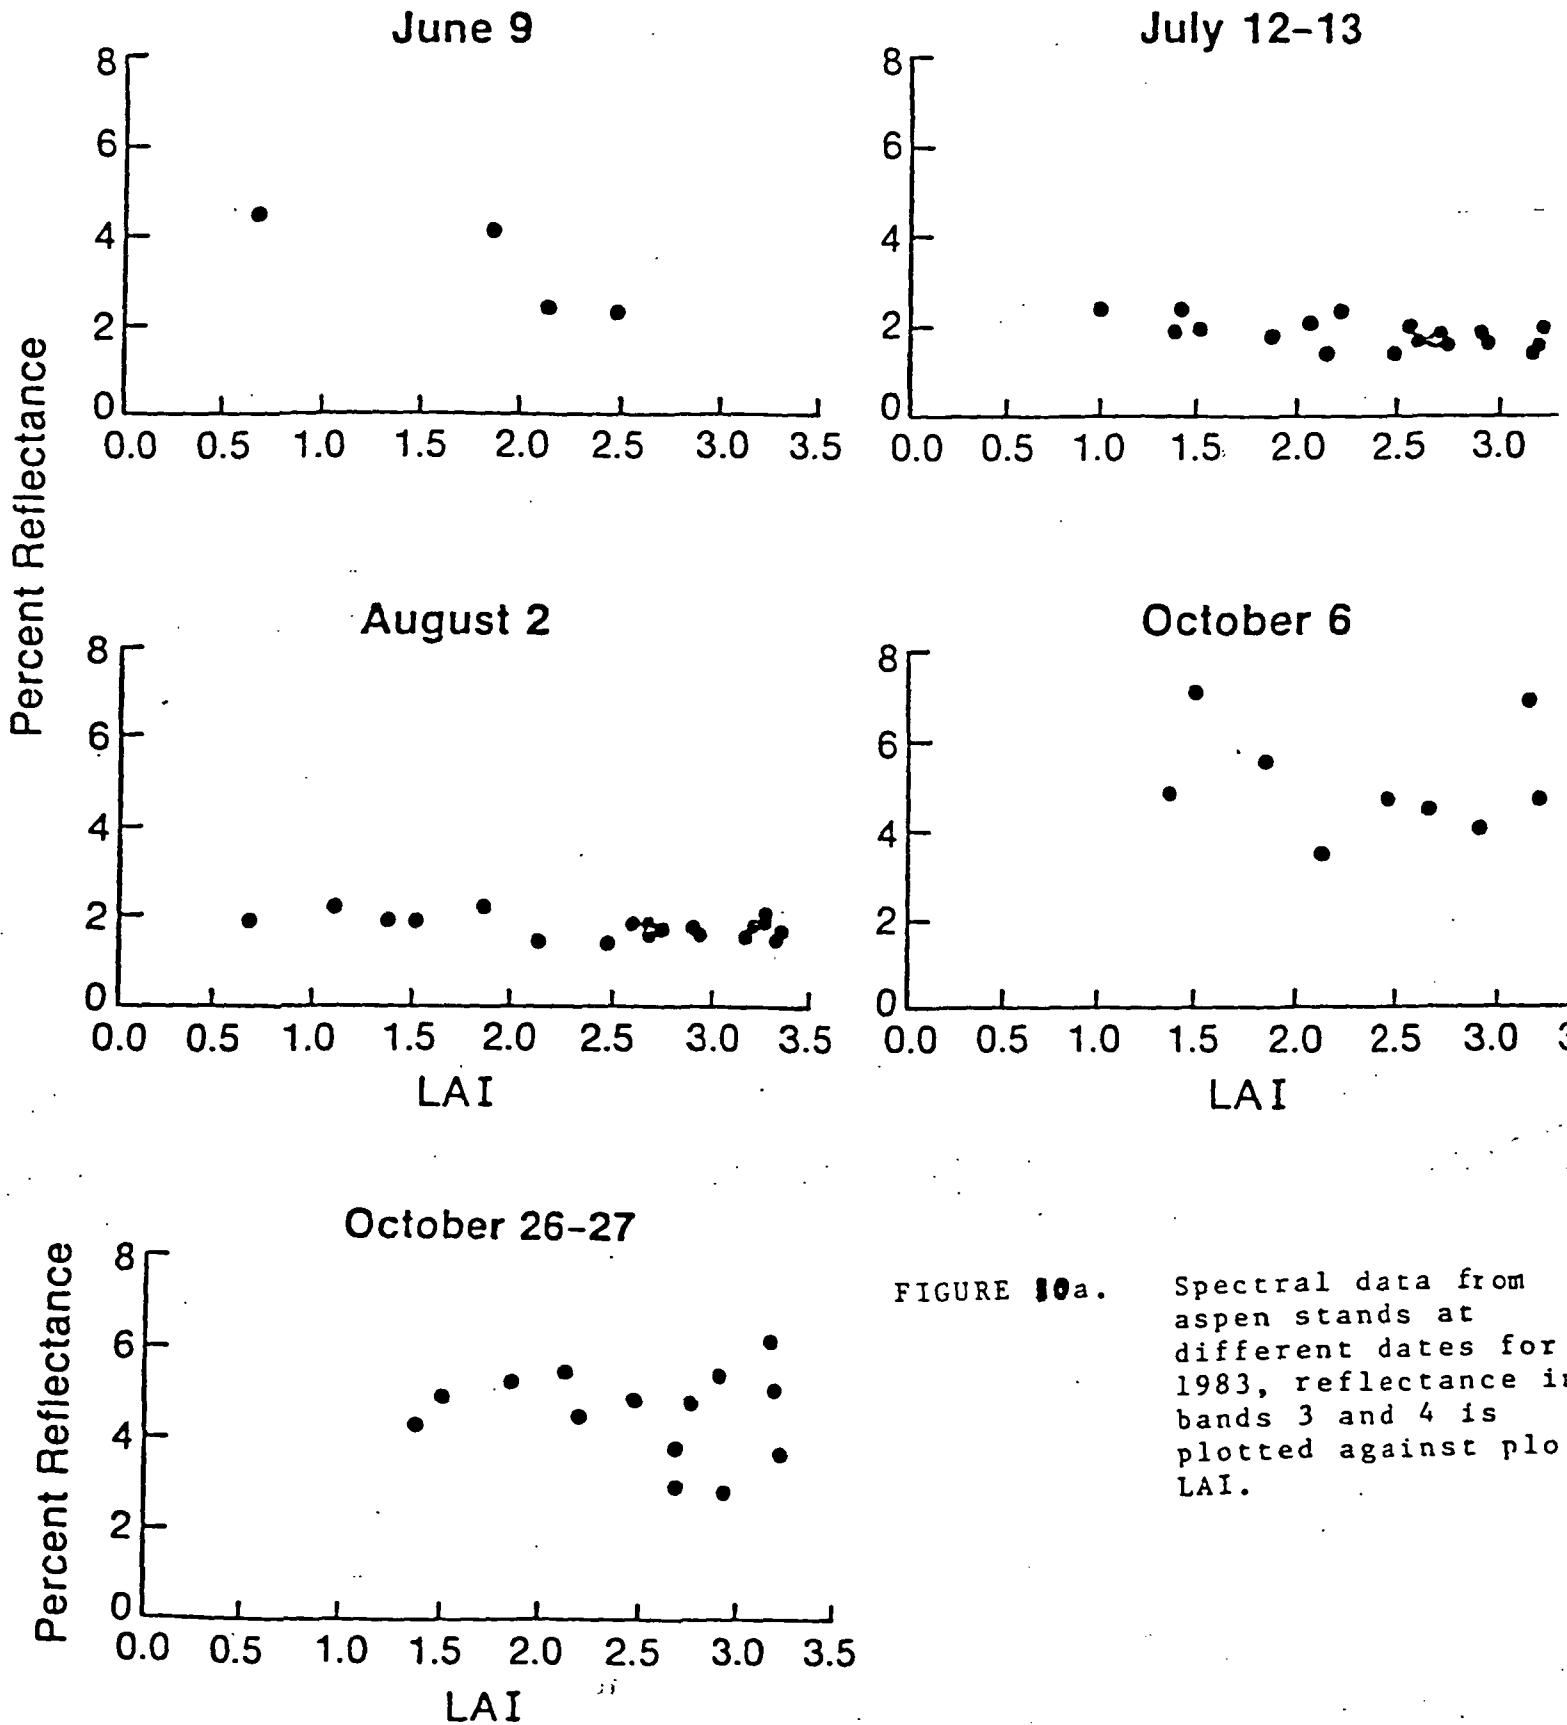 June 9
8
6
4
2
0
0.0 0.5 1.0 1.5 2.0 2.5 3.0 3.5
July 12-13
8
6
4
2
0
0.0 0.5 1.0 1.5 2.0 2.5 3.0
Percent Reflectance
August 2
8
6
4
2
0
0.0 0.5 1.0 1.5 2.0 2.5 3.0 3.5
LAI
October 6
8
6
4
2
0
0.0 0.5 1.0 1.5 2.0 2.5 3.0
LAI
October 26-27
Percent Reflectance
8
6
4
2
0
0.0 0.5 1.0 1.5 2.0 2.5 3.0 3.5
LAI
FIGURE 10a. Spectral data from
aspen stands at
different dates for
1983, reflectance in
bands 3 and 4 is
plotted against plo
LAI.